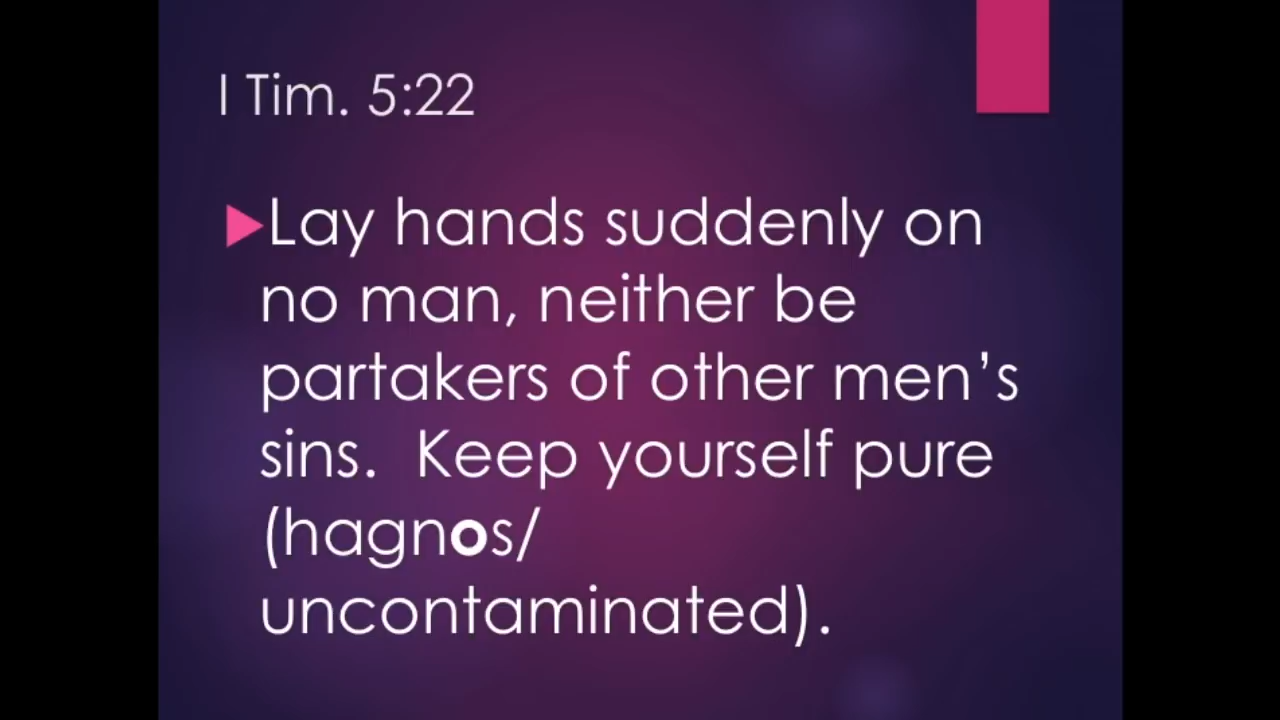 I Tim. 5:22
Lay hands suddenly on
no man, neither be
partakers of other men’s
sins.  Keep yourself pure
(hagnos/
uncontaminated).